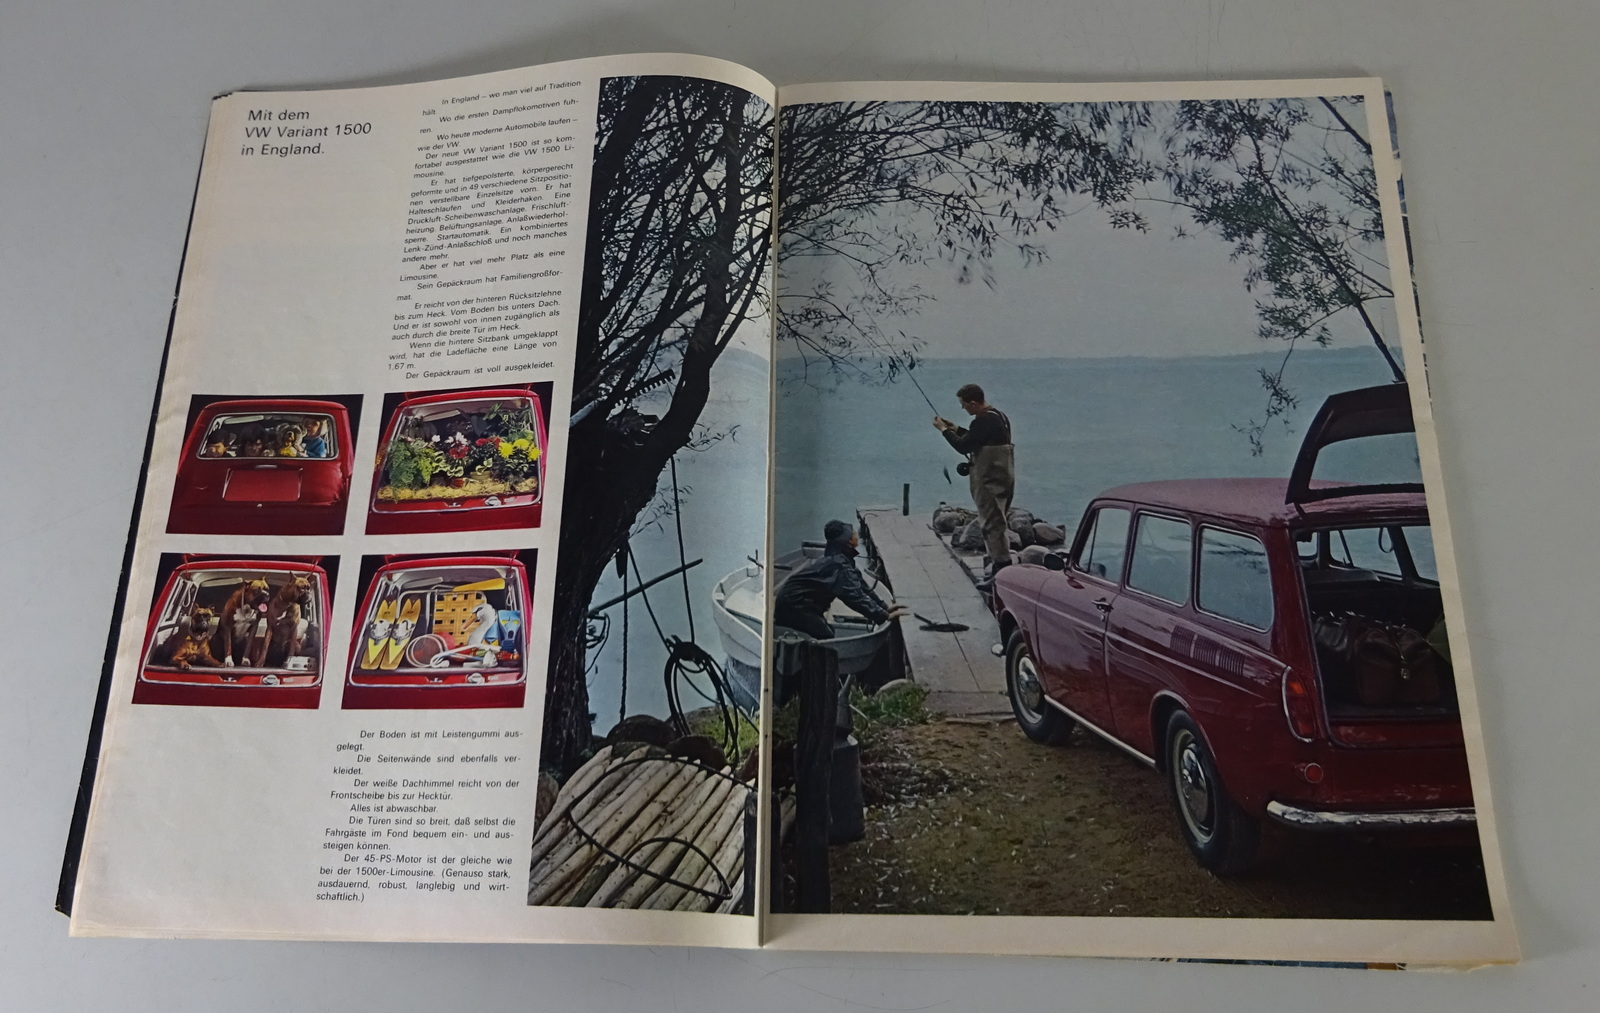 Mit dem
VW Variant 1500
in England.
In England – wo man viel auf Tradition
hält.
Wo die ersten Dampflokomotiven fuh-
ren.
Wo heute moderne Automobile laufen –
wie der VW.
Der neue VW Variant 1500 ist so kom-
fortabel ausgestattet wie die VW 1500 Li-
mousine.
Er hat tiefgepolsterte, körpergerecht
geformte und in 49 verschiedene Sitzpositio-
nen verstellbare Einzelsitze vorn. Er hat
Halteschlaufen und Kleiderhaken. Eine
Druckluft-Scheibenwaschanlage. Frischluft-
heizung. Belüftungsanlage. Anlaßwiederhol-
sperre. Startautomatik. Ein kombiniertes
Lenk-Zünd-Anlaßschloß und noch manches
andere mehr.
Aber er hat viel mehr Platz als eine
Limousine.
Sein Gepäckraum hat Familiengroßfor-
mat.
Er reicht von der hinteren Rücksitzlehne
bis zum Heck. Vom Boden bis unters Dach.
Und er ist sowohl von innen zugänglich als
auch durch die breite Tür im Heck.
Wenn die hintere Sitzbank umgeklappt
wird, hat die Ladefläche eine Länge von
1,67 m.
Der Gepäckraum ist voll ausgekleidet.
Der Boden ist mit Leistengummi aus-
gelegt.
Die Seitenwände sind ebenfalls ver-
kleidet.
Der weiße Dachhimmel reicht von der
Frontscheibe bis zur Hecktür.
Alles ist abwaschbar.
Die Türen sind so breit, daß selbst die
Fahrgäste im Fond bequem ein- und aus-
steigen können.
Der 45-PS-Motor ist der gleiche wie
bei der 1500er-Limousine. (Genauso stark,
ausdauernd, robust, langlebig und wirt-
schaftlich.)